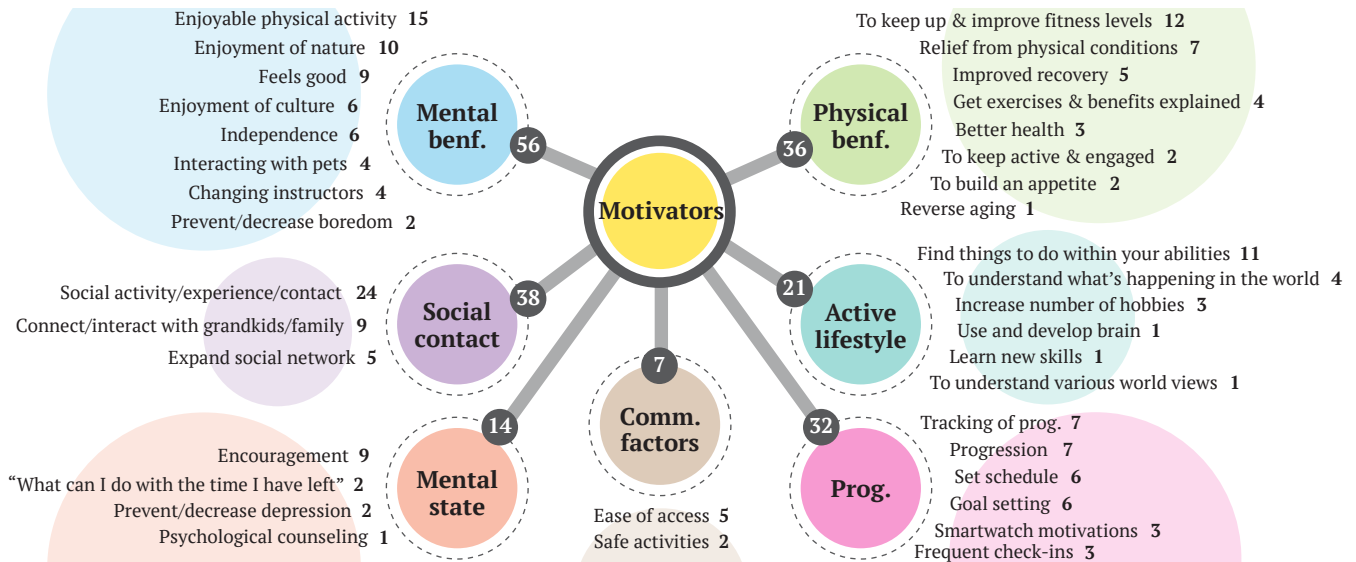 Enjoyable physical activity 15
Enjoyment of nature 10
Feels good 9
Enjoyment of culture 6
Independence 6
Interacting with pets 4
Changing instructors 4
Prevent/decrease boredom 2
Mental
benf.
56
Social activity/experience/contact 24
Connect/interact with grandkids/family 9
Expand social network 5
Social
contact
38
Encouragement 9
“What can I do with the time I have left” 2
Prevent/decrease depression 2
Psychological counseling 1
Mental
state
14
Motivators
7
Comm.
factors
Ease of access 5
Safe activities 2
36
Physical
benf.
To keep up & improve fitness levels 12
Relief from physical conditions 7
Improved recovery 5
Get exercises & benefits explained 4
Better health 3
To keep active & engaged 2
To build an appetite 2
Reverse aging 1
21
Active
lifestyle
Find things to do within your abilities 11
To understand what’s happening in the world 4
Increase number of hobbies 3
Use and develop brain 1
Learn new skills 1
To understand various world views 1
32
Prog.
Tracking of prog. 7
Progression 7
Set schedule 6
Goal setting 6
Smartwatch motivations 3
Frequent check-ins 3